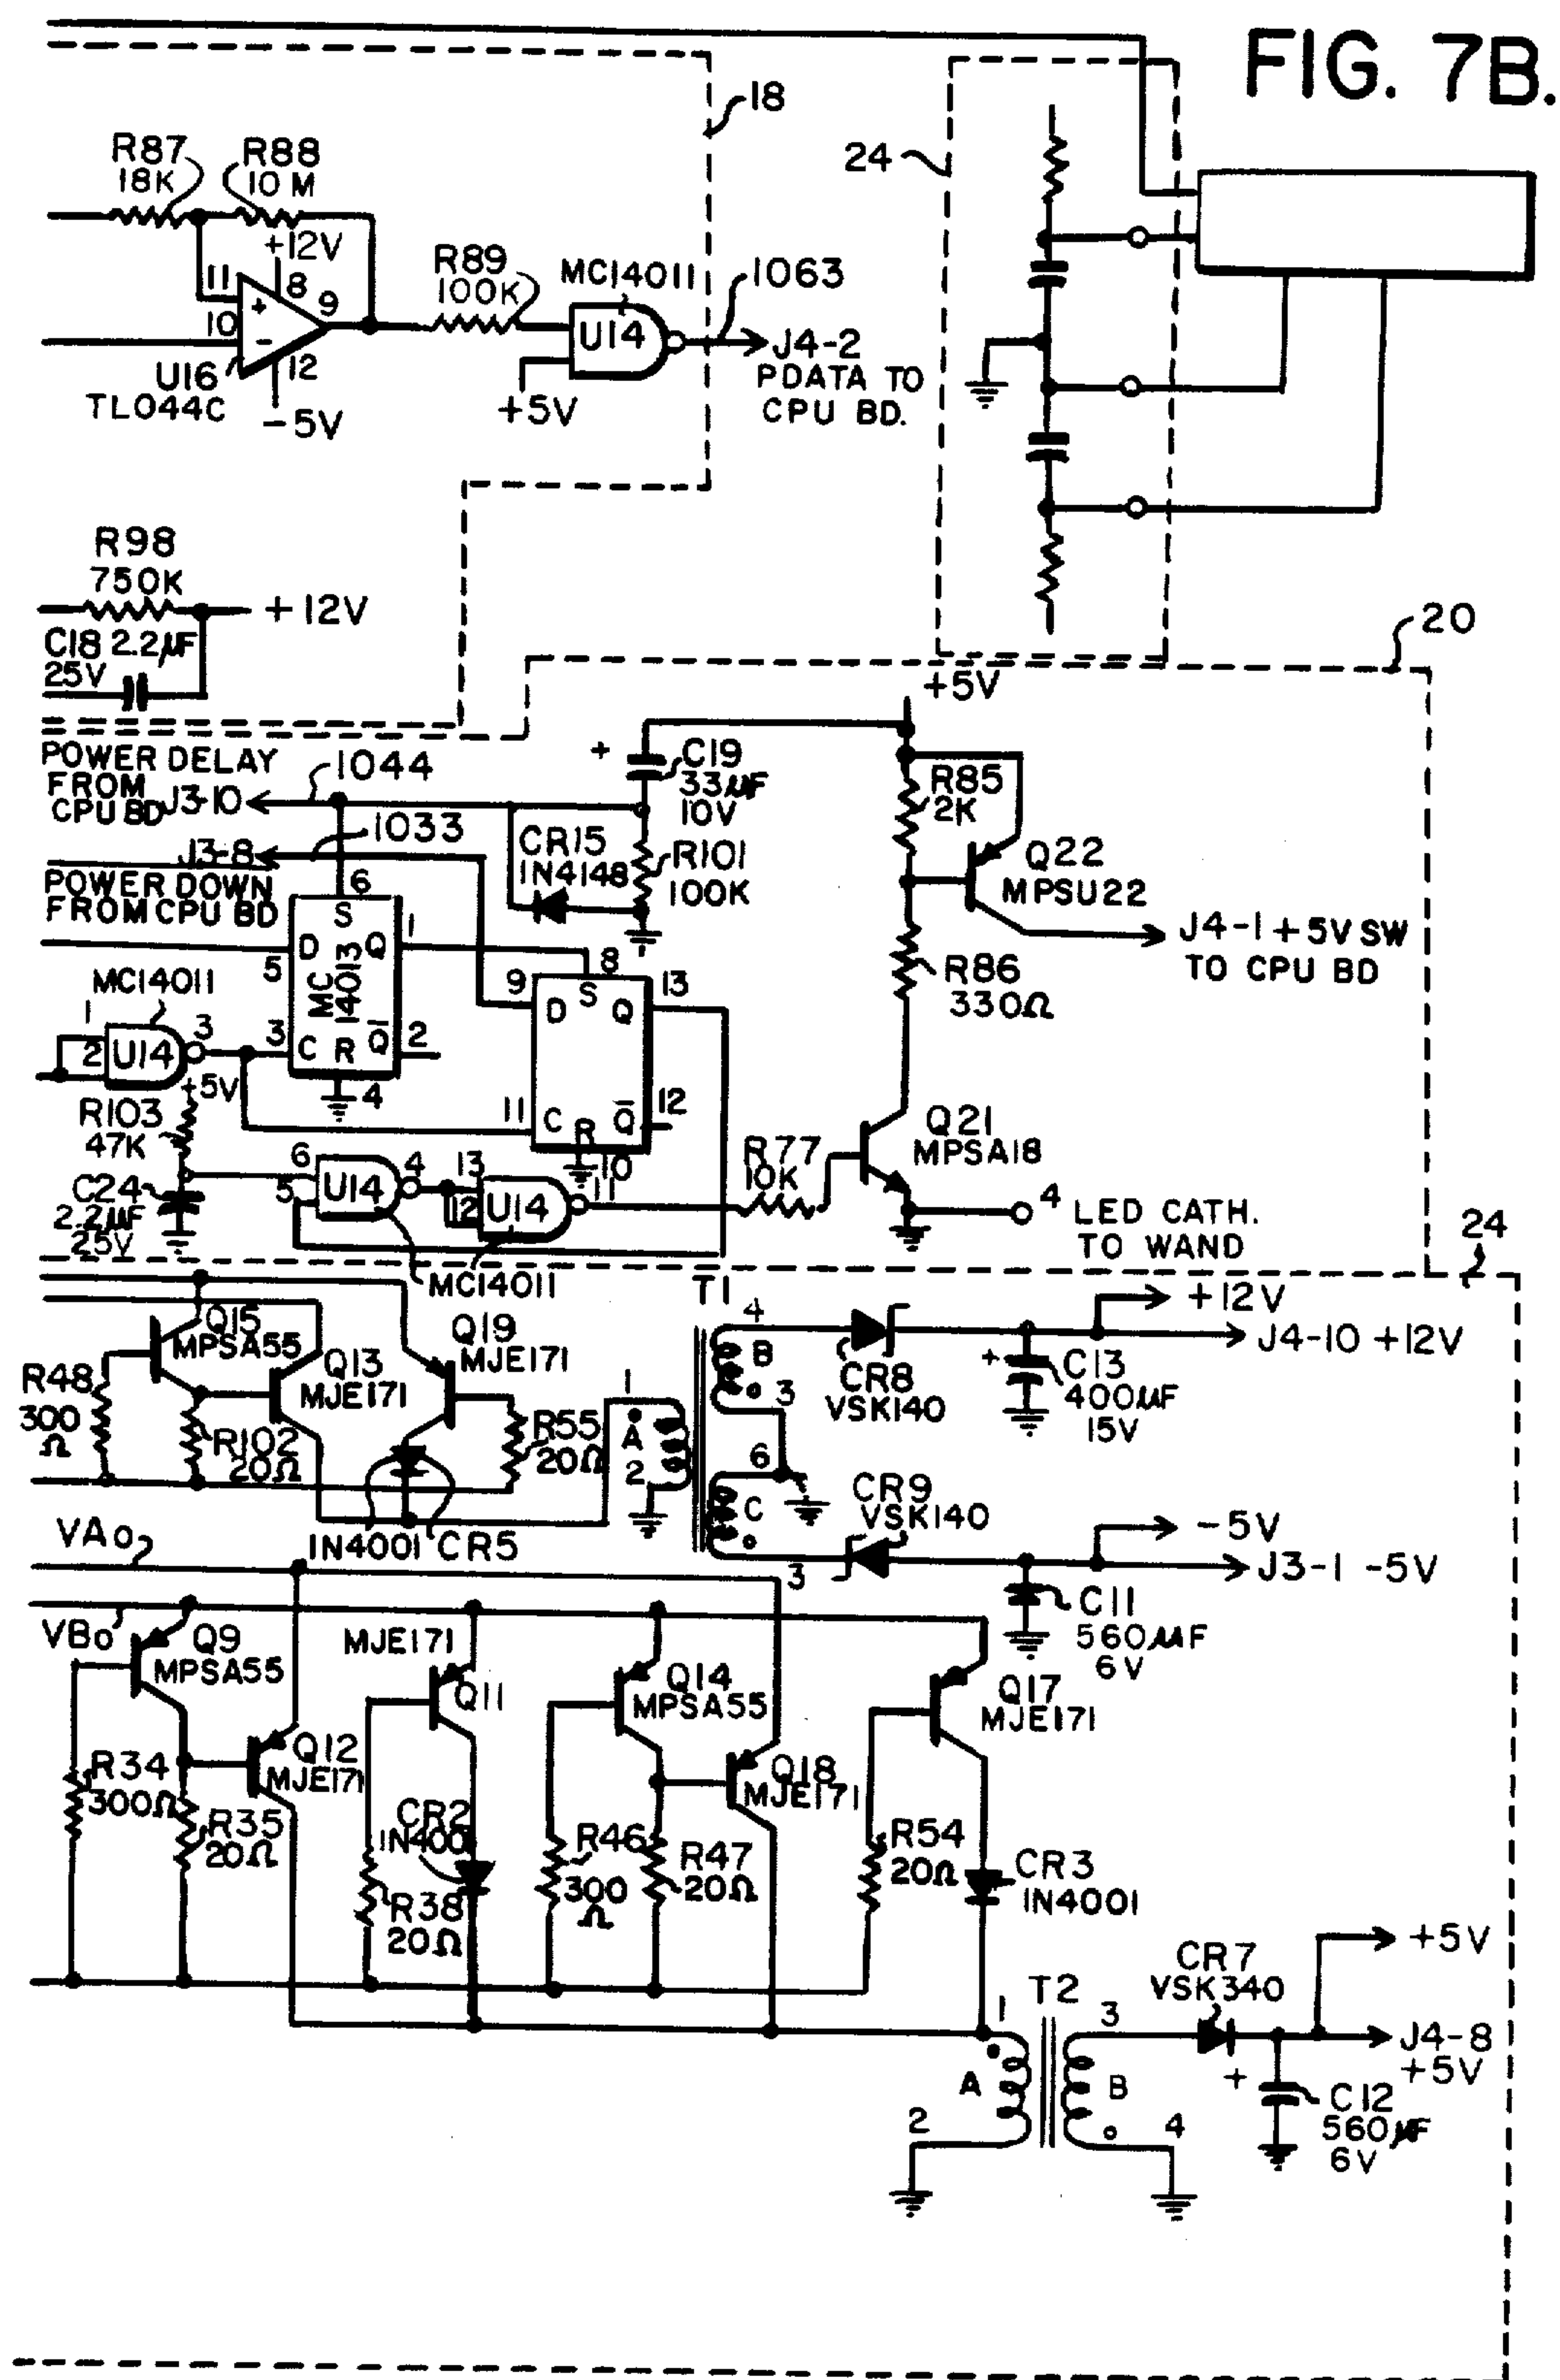 FIG. 7B.
18
24
R87
18K
R88
10 M
+12V
11
8
9
+
10
-
12
U16
TL044C
-5V
R89
100K
MC14011
U14
+5V
1063
J4-2
PDATA TO
CPU BD.
R98
750K
+12V
C18 2.2µF
25V
20
+5V
POWER DELAY
FROM
CPU BD J3-10
1044
J3-8
1033
POWER DOWN
FROM CPU BD
+
C19
33µF
10V
CR15
1N4148
R101
100K
R85
2K
Q22
MPSU22
J4-1 +5V SW
TO CPU BD
R86
330Ω
6
S
D
Q
1
5
MC
14013
C
R
Q̅
3
2
4
MC14011
1
2
U14
3
9
8
13
D
S
Q
11
C
R
Q̅
12
10
+5V
R103
47K
C24
2.2µF
25V
6
5
U14
4
13
12
U14
11
MC14011
R77
10K
Q21
MPSA18
4
LED CATH.
TO WAND
24
Q15
MPSA55
R48
300
Ω
R102
20Ω
Q13
MJE171
Q19
MJE171
R55
20Ω
1N4001
CR5
T1
1
A
2
4
B
3
6
C
3
CR8
VSK140
CR9
VSK140
+12V
J4-10 +12V
+
C13
400µF
15V
-5V
J3-1 -5V
C11
560µµF
6V
VA
VB
Q9
MPSA55
R34
300Ω
R35
20Ω
Q12
MJE171
MJE171
Q11
CR2
1N400
R38
20Ω
Q14
MPSA55
R46
300
Ω
R47
20Ω
Q18
MJE171
Q17
MJE171
R54
20Ω
CR3
1N4001
T2
1
A
2
3
B
4
CR7
VSK340
+5V
J4-8
+5V
+
C12
560µF
6V